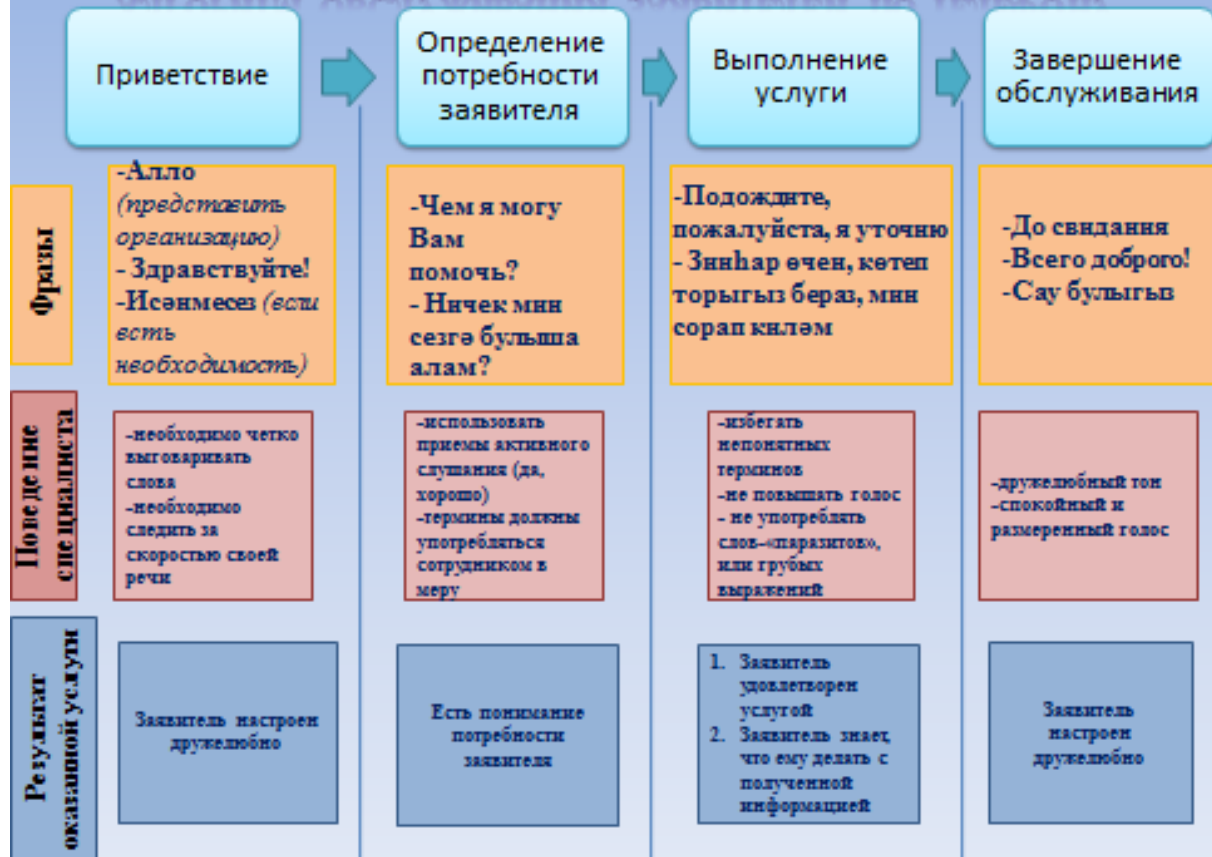 Приветствие
Определение
потребности
заявителя
Выполнение
услуги
Завершение
обслуживания
Фразы
-Алло
(представить
организацию)
- Здравствуйте!
-Исәнмесез (если
есть
необходимость)
-Чем я могу
Вам
помочь?
- Ничек мин
сезгә булыша
алам?
-Подождите,
пожалуйста, я уточню
- Зинhар өчен, көтеп
торыгыз бераз, мин
сорап киләм
-До свидания
-Всего доброго!
-Сау булыгыз
Поведение
специалиста
-необходимо четко
выговаривать
слова
-необходимо
следить за
скоростью своей
речи
-использовать
приемы активного
слушания (да,
хорошо)
-термины должны
употребляться
сотрудником в
меру
-избегать
непонятных
терминов
-не повышать голос
- не употреблять
слов-«паразитов»,
или грубых
выражений
-дружелюбный тон
-спокойный и
размеренный голос
Результат
оказанной услуги
Заявитель настроен
дружелюбно
Есть понимание
потребности
заявителя
1. Заявитель
удовлетворен
услугой
2. Заявитель знает,
что ему делать с
полученной
информацией
Заявитель
настроен
дружелюбно